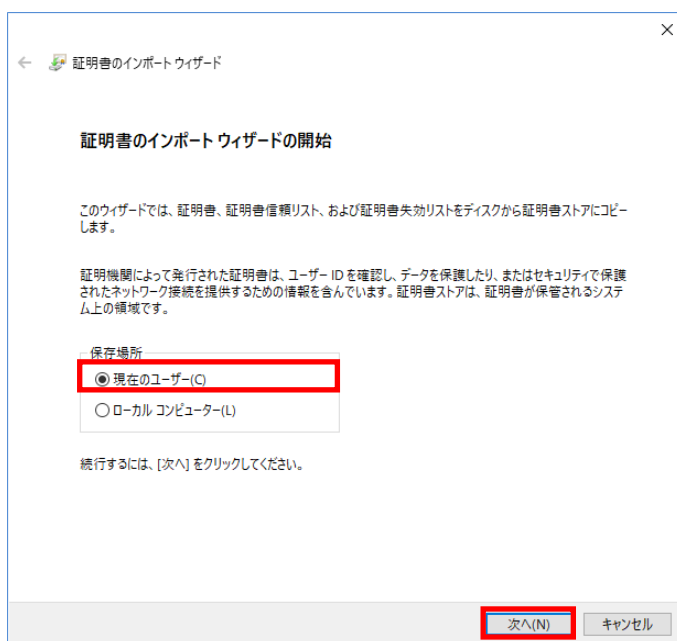 証明書のインポート ウィザード
証明書のインポート ウィザードの開始
このウィザードでは、証明書、証明書信頼リスト、および証明書失効リストをディスクから証明書ストアにコピー
します。
証明機関によって発行された証明書は、ユーザー ID を確認し、データを保護したり、またはセキュリティで保護
されたネットワーク接続を提供するための情報を含んでいます。証明書ストアは、証明書が保管されるシステ
ム上の領域です。
保存場所
現在のユーザー(C)
ローカル コンピューター(L)
続行するには、[次へ] をクリックしてください。
次へ(N)
キャンセル